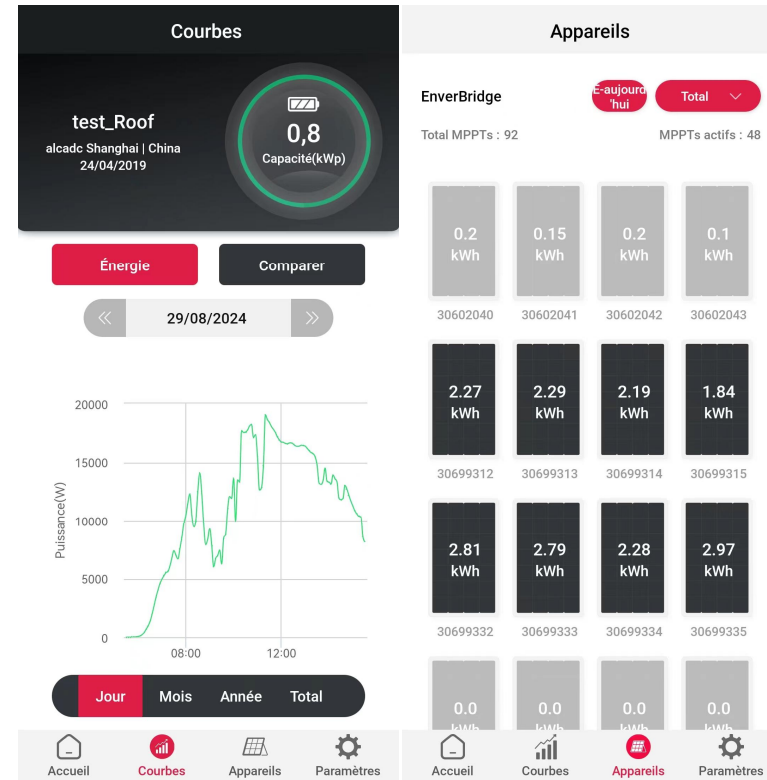 Courbes
test_Roof
alcadc Shanghai | China
24/04/2019
0,8
Capacité(kWp)
Énergie
Comparer
29/08/2024
Puissance(W)
20000
15000
10000
5000
0
08:00 12:00
Jour Mois Année Total
Accueil Courbes Appareils Paramètres
Appareils
EnverBridge
E-aujourd
'hui
Total
Total MPPTs : 92 MPPTs actifs : 48
0.2 0.15 0.2 0.1
kWh kWh kWh kWh
30602040 30602041 30602042 30602043
2.27 2.29 2.19 1.84
kWh kWh kWh kWh
30699312 30699313 30699314 30699315
2.81 2.79 2.28 2.97
kWh kWh kWh kWh
30699332 30699333 30699334 30699335
0.0 0.0 0.0 0.0
kWh kWh kWh kWh
Accueil Courbes Appareils Paramètres